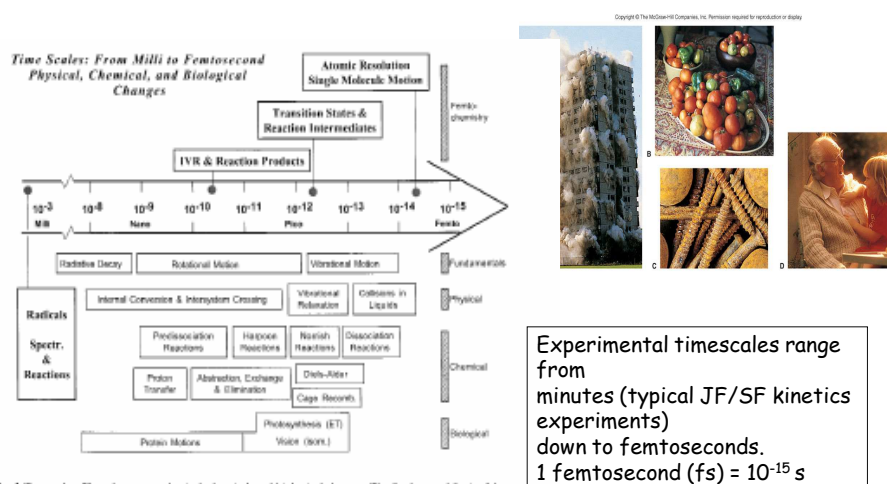 Copyright © The McGraw-Hill Companies, Inc. Permission required for reproduction or display.
Time Scales: From Milli to Femtosecond
Physical, Chemical, and Biological
Changes
Atomic Resolution
Single Molecule Motion
Transition States &
Reaction Intermediates
IVR & Reaction Products
Femto-
chemistry
10-3 10-8 10-9 10-10 10-11 10-12 10-13 10-14 10-15
Milli Nano Pico Femto
Radiative Decay Rotational Motion Vibrational Motion Fundamentals
Internal Conversion & Intersystem Crossing
Vibrational
Relaxation
Collisions in
Liquids
Physical
Radicals
Spectr.
&
Reactions
Predissociation
Reactions
Harpoon
Reactions
Norrish
Reactions
Dissociation
Reactions
Proton
Transfer
Abstraction, Exchange
& Elimination
Diels-Alder
Cage Recomb.
Chemical
Photosynthesis (ET)
Vision (isom.)
Protein Motions
Biological
B
C
D
Experimental timescales range
from
minutes (typical JF/SF kinetics
experiments)
down to femtoseconds.
1 femtosecond (fs) = 10-15 s